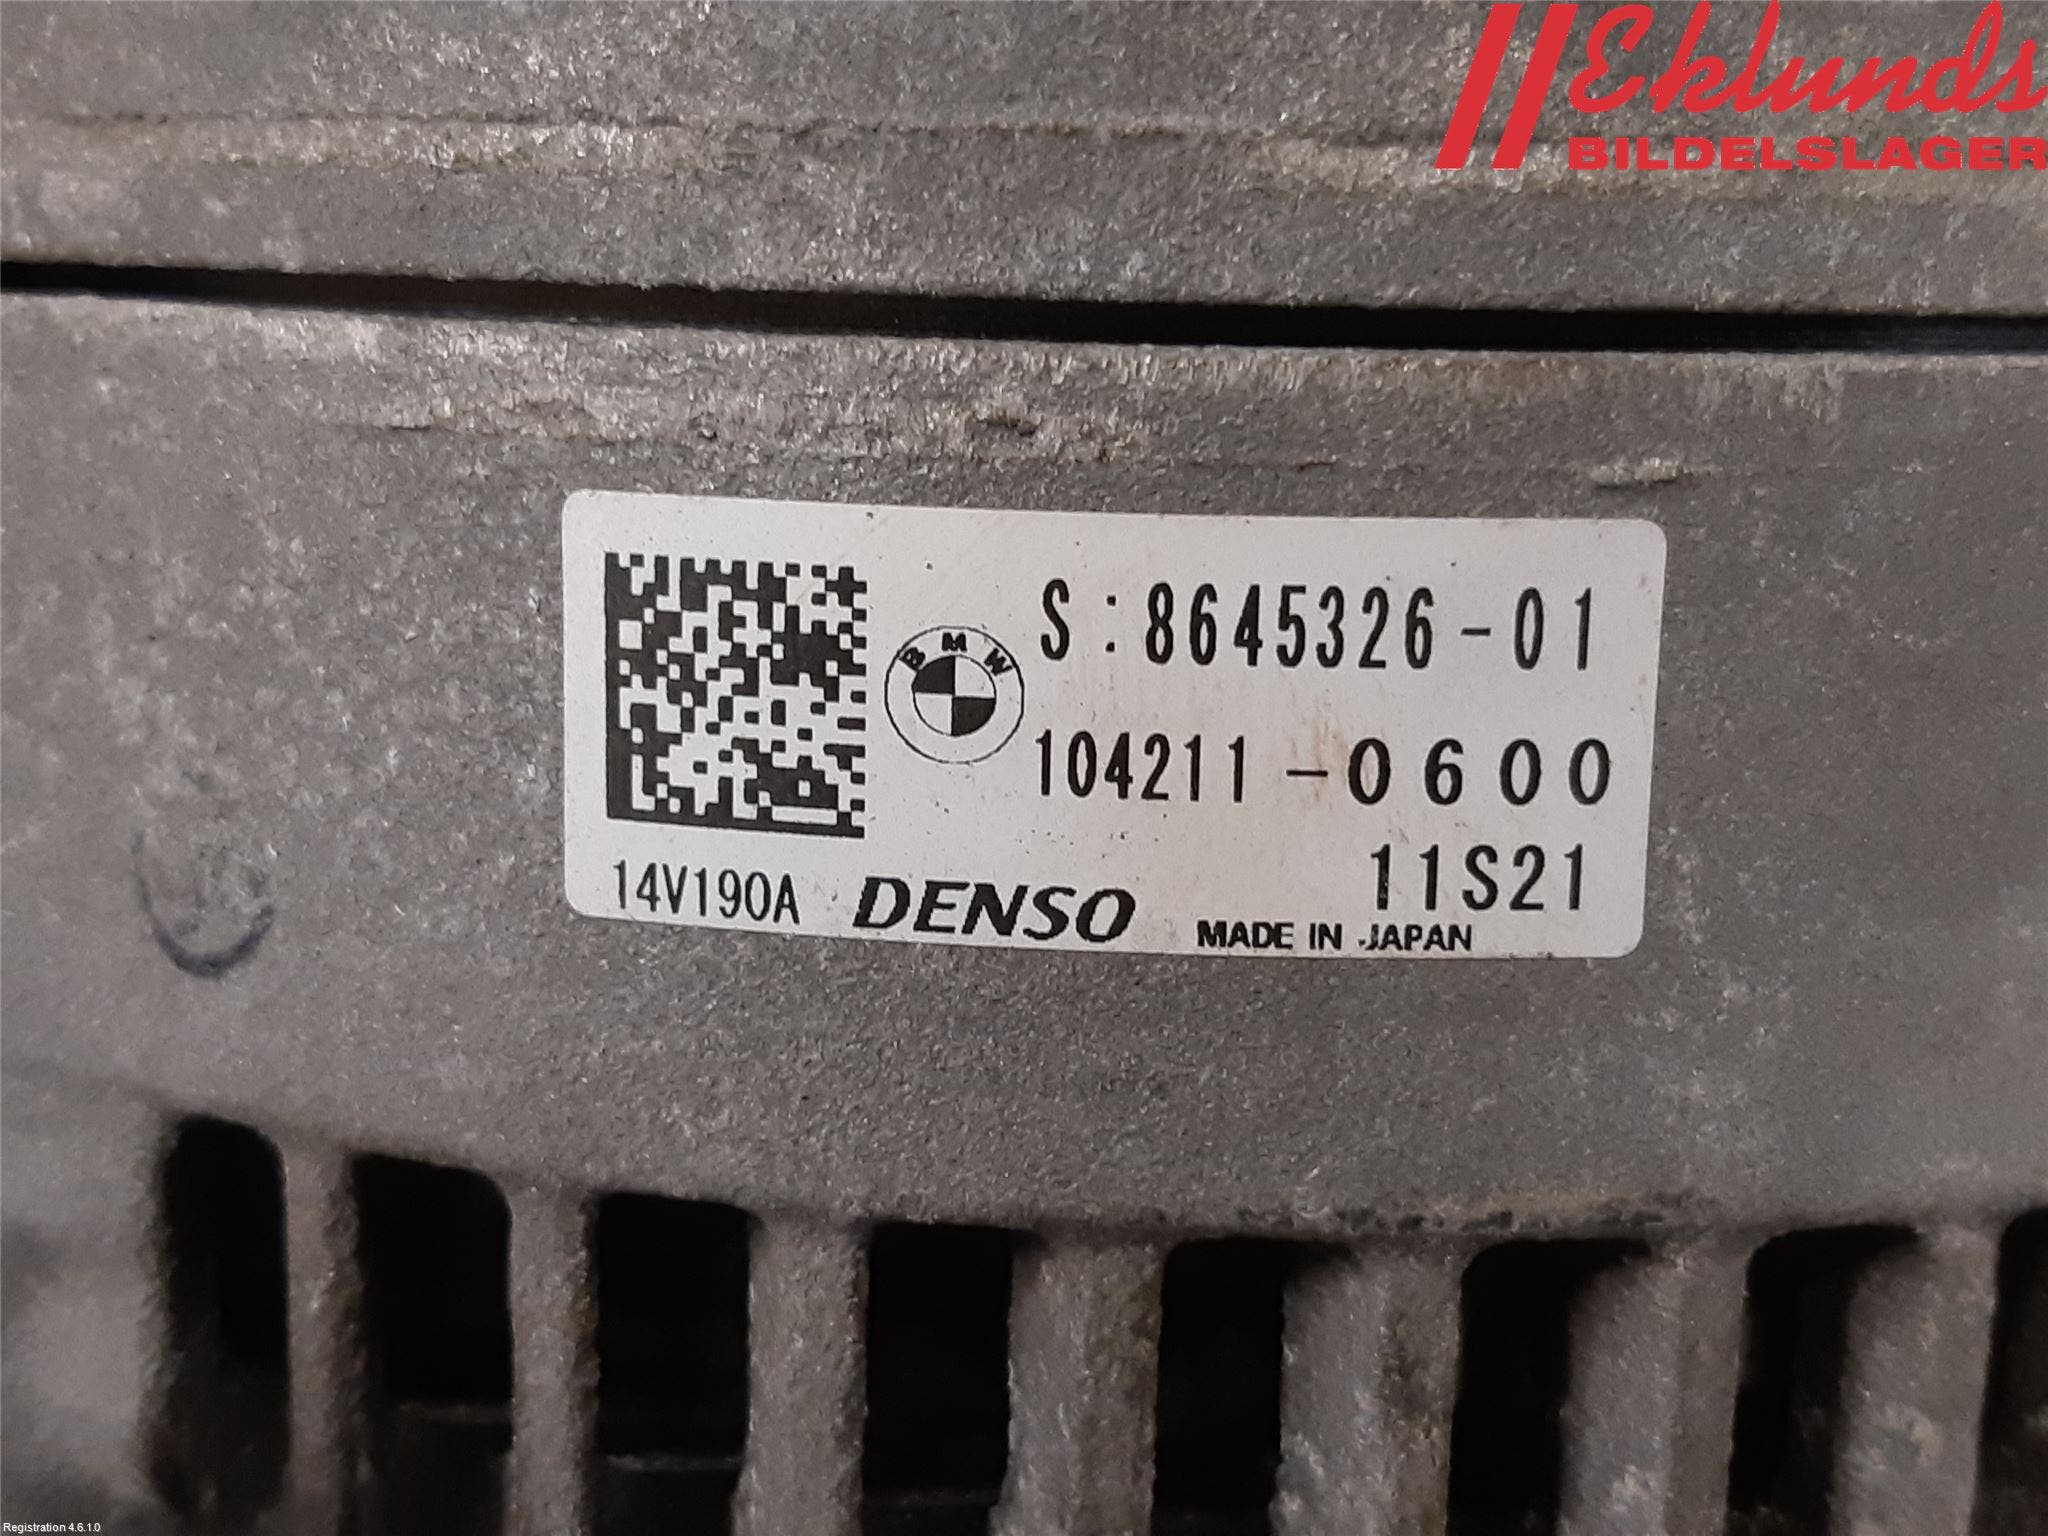 Eklunds
BILDELSLAGER
S:8645326-01
BMW
104211-0600
11S21
14V190A DENSO MADE IN JAPAN
Registration 4.6.1.0